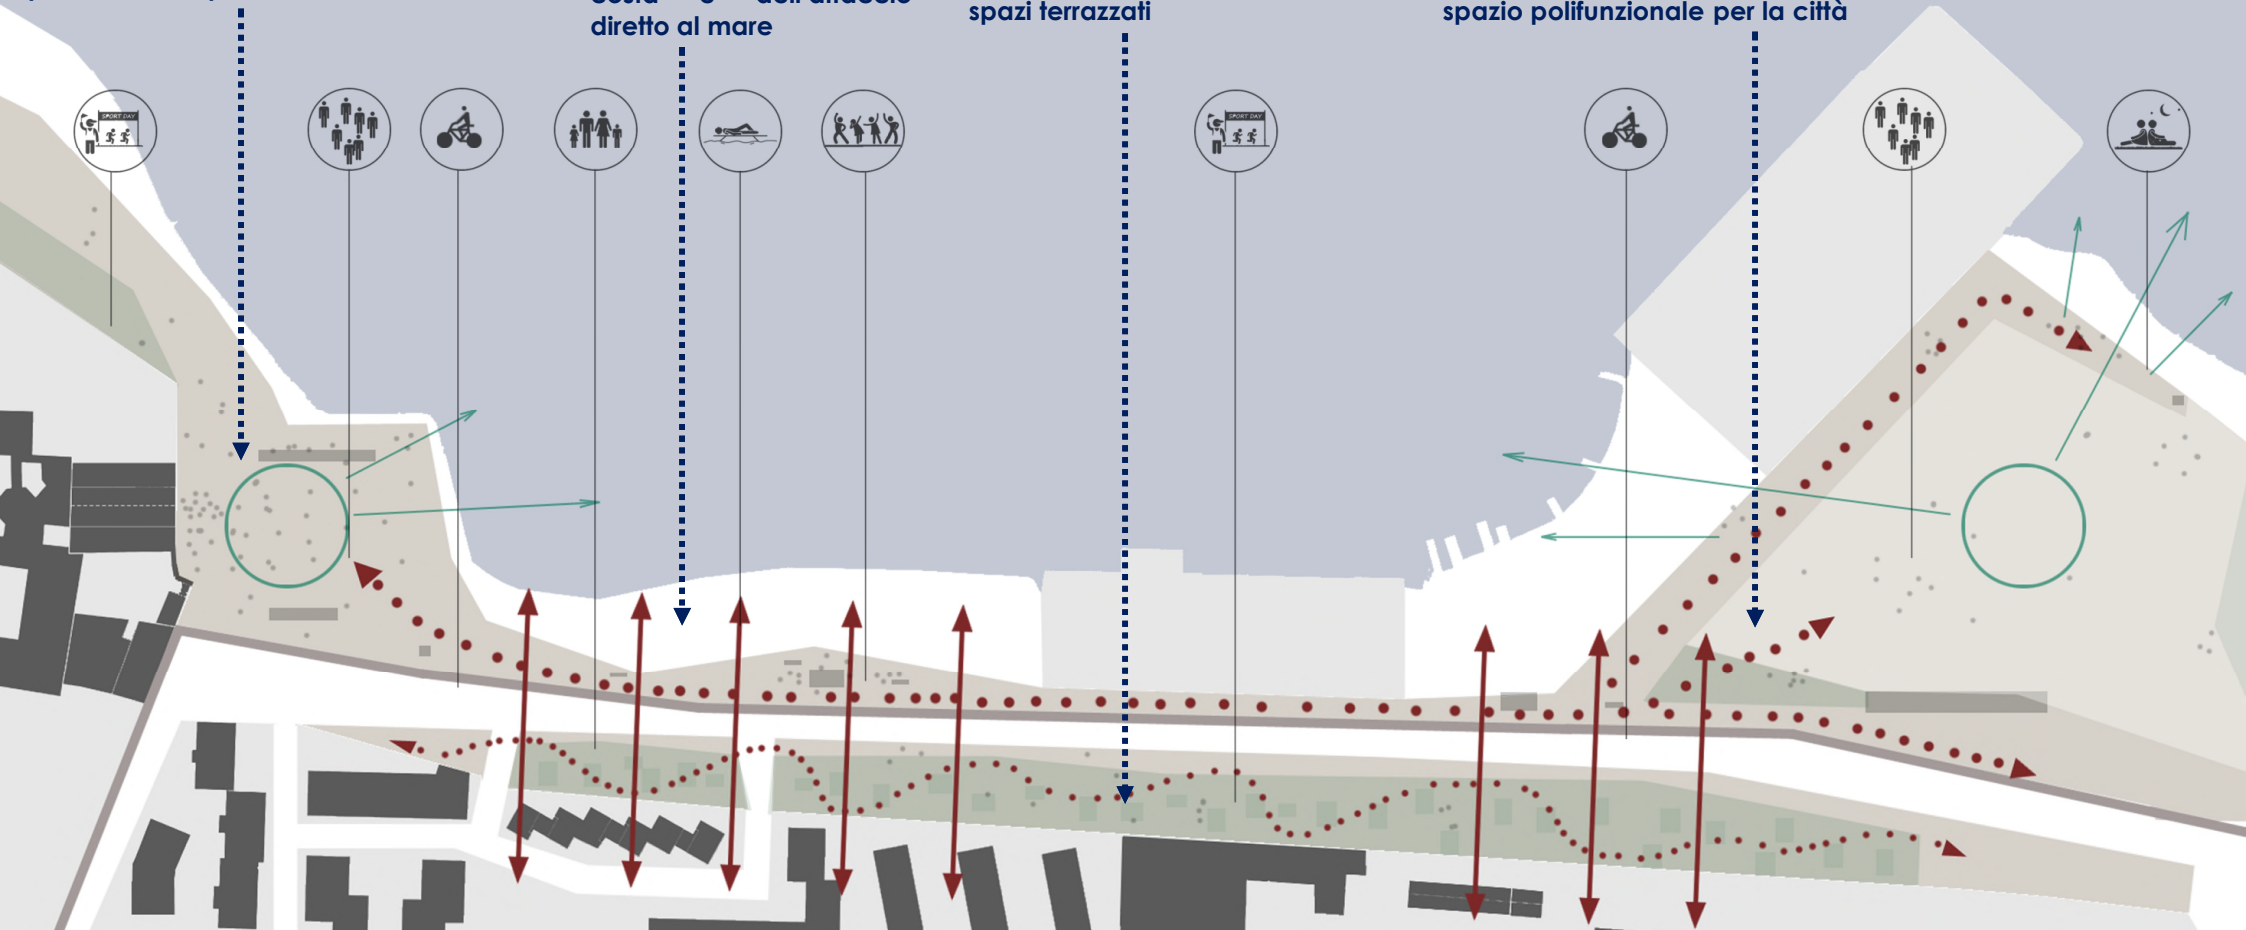 diretto al mare
spazi terrazzati
spazio polifunzionale per la città
SPORT DAY
SPORT DAY